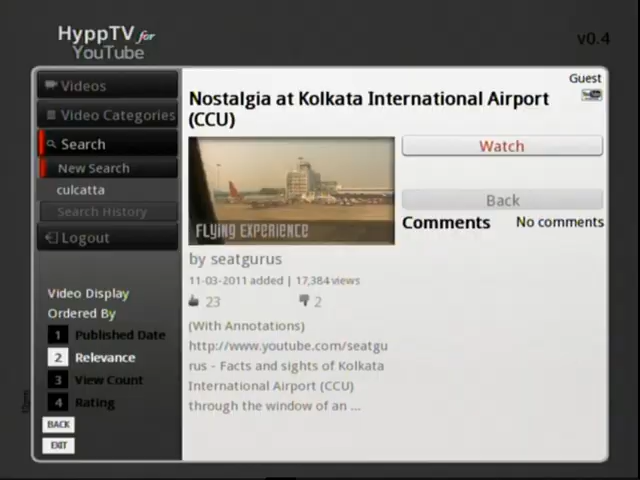 HyppTV for
YouTube
v0.4
Videos
Video Categories
Search
New Search
culcatta
Search History
Logout
Video Display
Ordered By
1 Published Date
2 Relevance
3 View Count
4 Rating
BACK
EXIT
Guest
Nostalgia at Kolkata International Airport
(CCU)
FLYING EXPERIENCE
Watch
Back
Comments No comments
by seatgurus
11-03-2011 added | 17,384 views
23 2
(With Annotations)
http://www.youtube.com/seatgu
rus - Facts and sights of Kolkata
International Airport (CCU)
through the window of an ...